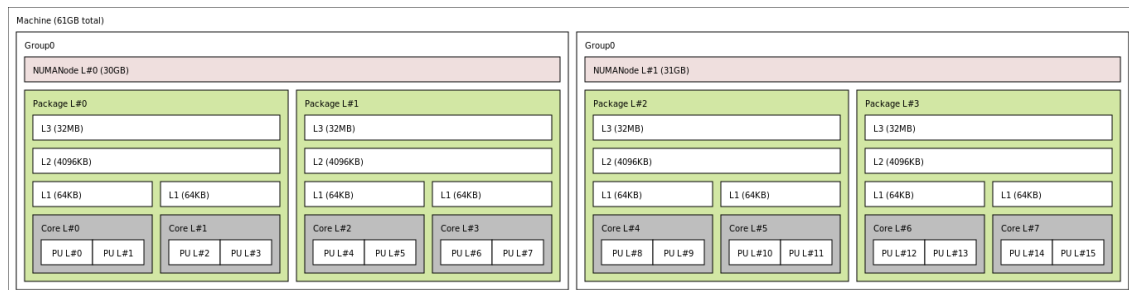 Machine (61GB total)
Group0
NUMANode L#0 (30GB)
Package L#0
L3 (32MB)
L2 (4096KB)
L1 (64KB)
L1 (64KB)
Core L#0
PU L#0
PU L#1
Core L#1
PU L#2
PU L#3
Package L#1
L3 (32MB)
L2 (4096KB)
L1 (64KB)
L1 (64KB)
Core L#2
PU L#4
PU L#5
Core L#3
PU L#6
PU L#7
Group0
NUMANode L#1 (31GB)
Package L#2
L3 (32MB)
L2 (4096KB)
L1 (64KB)
L1 (64KB)
Core L#4
PU L#8
PU L#9
Core L#5
PU L#10
PU L#11
Package L#3
L3 (32MB)
L2 (4096KB)
L1 (64KB)
L1 (64KB)
Core L#6
PU L#12
PU L#13
Core L#7
PU L#14
PU L#15